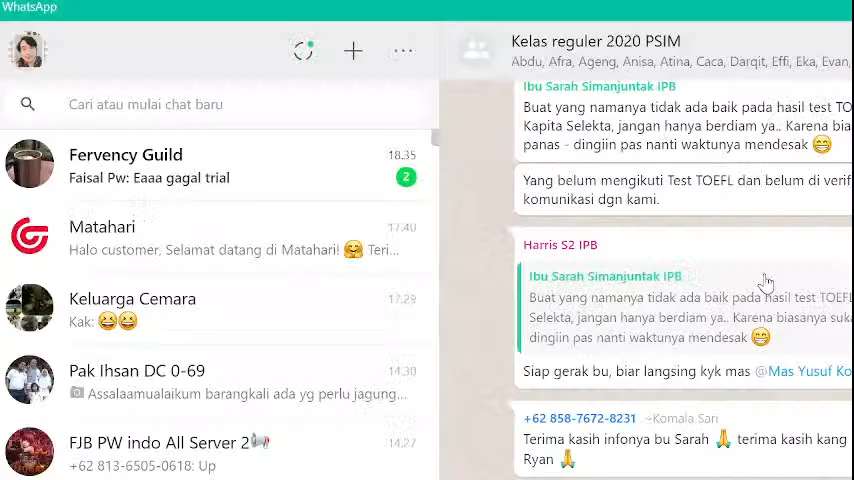 WhatsApp
Cari atau mulai chat baru
Fervency Guild
18.35
Faisal Pw: Eaaa gagal trial
2
Matahari
17.40
Halo customer, Selamat datang di Matahari! 🤗 Teri...
Keluarga Cemara
17.29
Kak: 😆😆
Pak Ihsan DC 0-69
14.30
Assalaamualaikum barangkali ada yg perlu jagung...
FJB PW indo All Server 2📢
14.27
+62 813-6505-0618: Up
Kelas reguler 2020 PSIM
Abdu, Afra, Ageng, Anisa, Atina, Caca, Darqit, Effi, Eka, Evan,
Ibu Sarah Simanjuntak IPB
Buat yang namanya tidak ada baik pada hasil test TO
Kapita Selekta, jangan hanya berdiam ya.. Karena bia
panas - dingiin pas nanti waktunya mendesak 😁
Yang belum mengikuti Test TOEFL dan belum di verif
komunikasi dgn kami.
Harris S2 IPB
Ibu Sarah Simanjuntak IPB
Buat yang namanya tidak ada baik pada hasil test TOEFL
Selekta, jangan hanya berdiam ya.. Karena biasanya suka
dingiin pas nanti waktunya mendesak 😁
Siap gerak bu, biar langsing kyk mas @Mas Yusuf Ko
+62 858-7672-8231 ~Komala Sari
Terima kasih infonya bu Sarah 🙏 terima kasih kang
Ryan 🙏